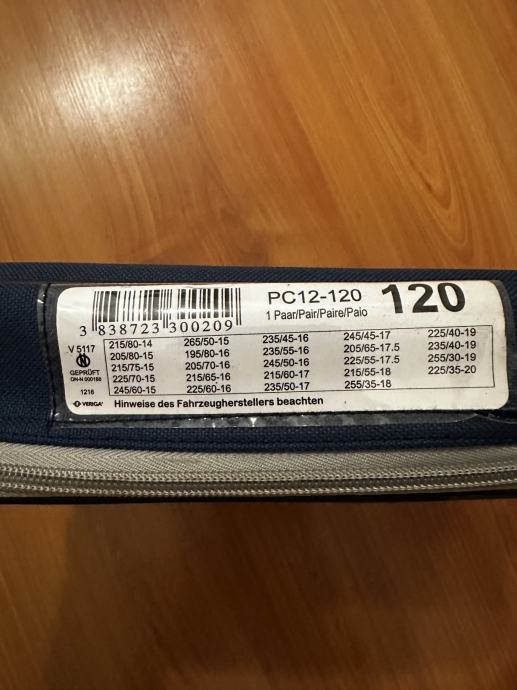 PC12-120 120
1 Paar/Pair/Paire/Paio
3 838723 300209
V 5117
GEPRÜFT
1216
VERIGA
215/80-14 265/50-15 235/45-16 245/45-17 225/40-19
205/80-15 195/80-16 235/55-16 205/65-17.5 235/40-19
215/75-15 205/70-16 245/50-16 225/55-17.5 255/30-19
225/70-15 215/65-16 215/60-17 215/55-18 225/35-20
245/60-15 225/60-16 235/50-17 255/35-18
Hinweise des Fahrzeugherstellers beachten